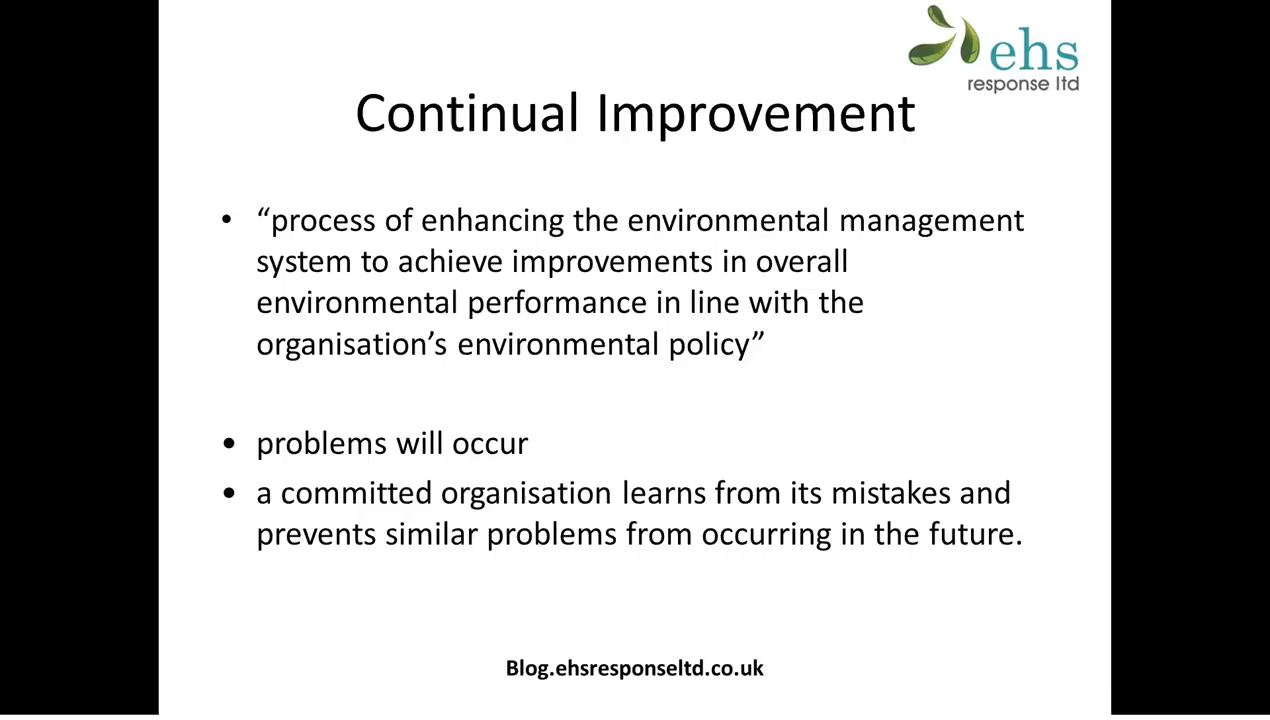 ehs
response ltd
Continual Improvement
• “process of enhancing the environmental management
system to achieve improvements in overall
environmental performance in line with the
organisation’s environmental policy”
• problems will occur
• a committed organisation learns from its mistakes and
prevents similar problems from occurring in the future.
Blog.ehsresponseltd.co.uk